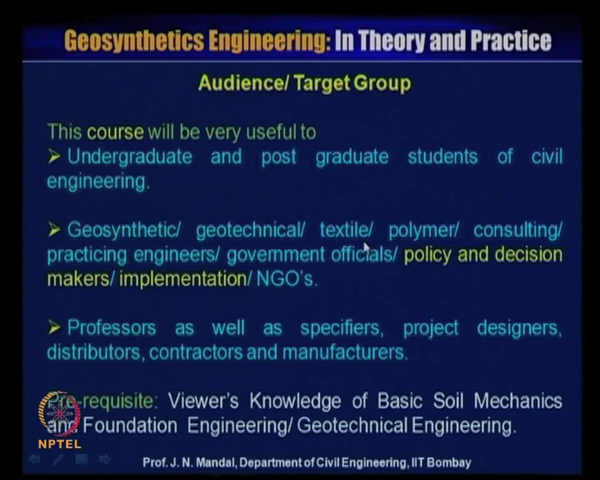 Geosynthetics Engineering: In Theory and Practice
Audience/ Target Group
This course will be very useful to
➢ Undergraduate and post graduate students of civil
engineering.
➢ Geosynthetic/ geotechnical/ textile/ polymer/ consulting/
practicing engineers/ government officials/ policy and decision
makers/ implementation/ NGO's.
➢ Professors as well as specifiers, project designers,
distributors, contractors and manufacturers.
Pre-requisite: Viewer's Knowledge of Basic Soil Mechanics
and Foundation Engineering/ Geotechnical Engineering.
NPTEL
Prof. J. N. Mandal, Department of Civil Engineering, IIT Bombay